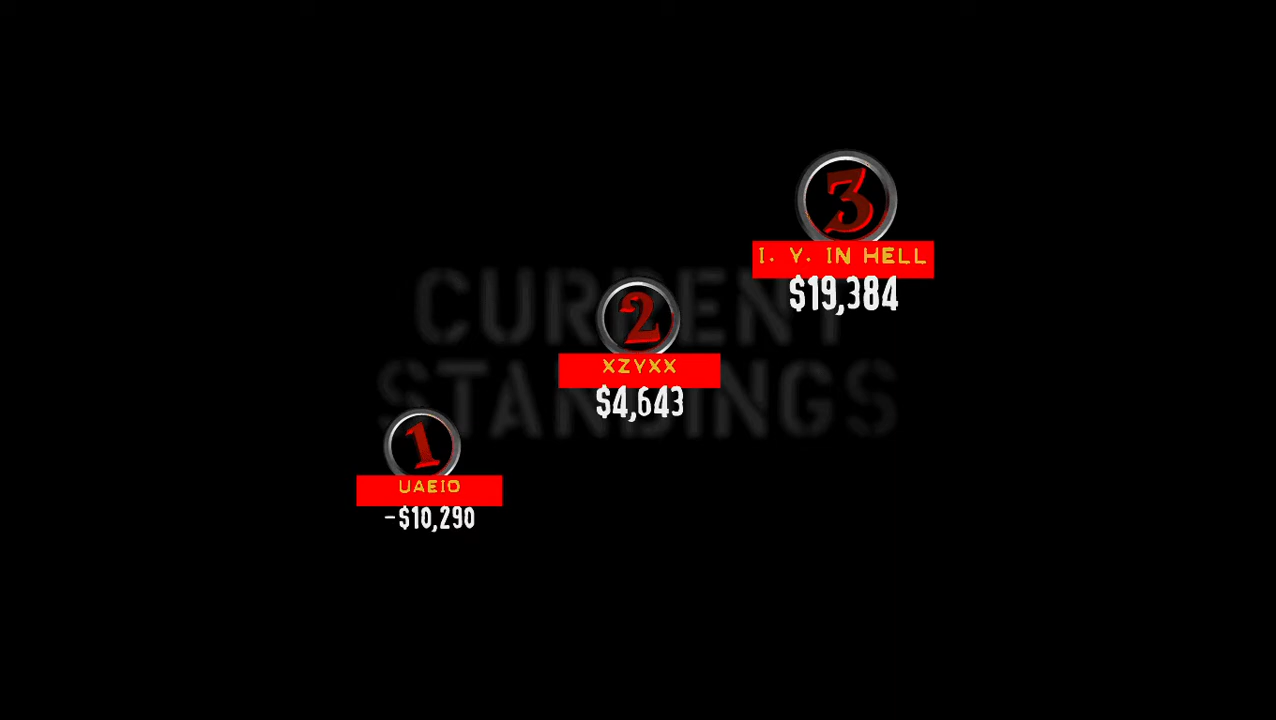 CURRENT
STANDINGS
3
I. Y. IN HELL
$19,384
2
XZYXX
$4,643
1
UAEIO
-$10,290